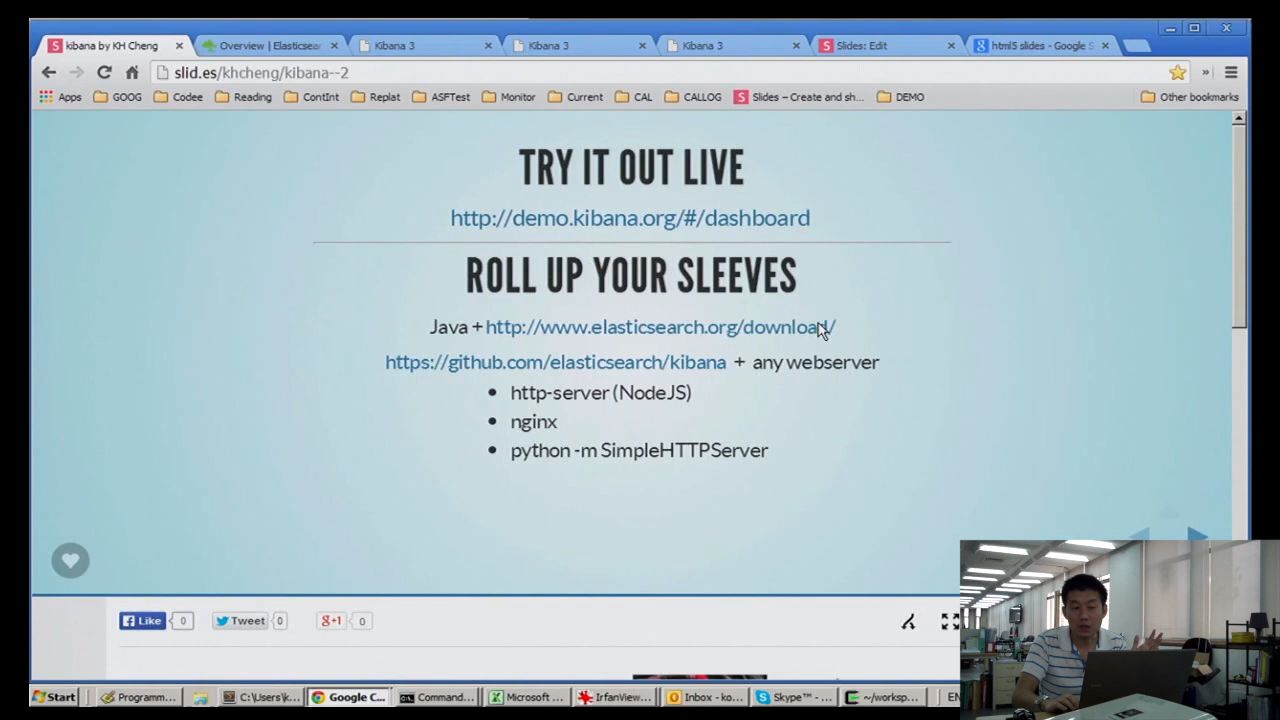 kibana by KH Cheng
Overview | Elasticsear
Kibana 3
Kibana 3
Kibana 3
Slides: Edit
html5 slides - Google S
slid.es/khcheng/kibana--2
Apps
GOOG
Codee
Reading
ContInt
Replat
ASFTest
Monitor
Current
CAL
CALLOG
Slides – Create and sh...
DEMO
Other bookmarks
TRY IT OUT LIVE
http://demo.kibana.org/#/dashboard
ROLL UP YOUR SLEEVES
Java + http://www.elasticsearch.org/download/
https://github.com/elasticsearch/kibana + any webserver
• http-server (NodeJS)
• nginx
• python -m SimpleHTTPServer
Like 0
Tweet 0
g+1 0
Start
Programm...
C:\Users\k...
Google C...
Command...
Microsoft ...
IrfanView...
Inbox - ko...
Skype™ - ...
~/worksp...
EN